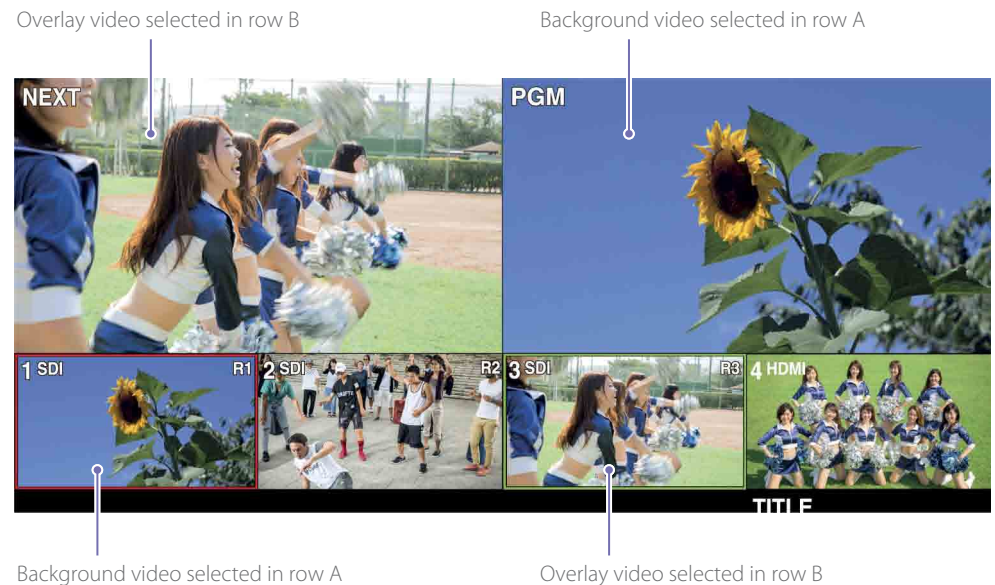 Overlay video selected in row B
Background video selected in row A
NEXT
PGM
1 SDI R1
2 SDI R2
3 SDI R3
4 HDMI
TITLE
Background video selected in row A
Overlay video selected in row B